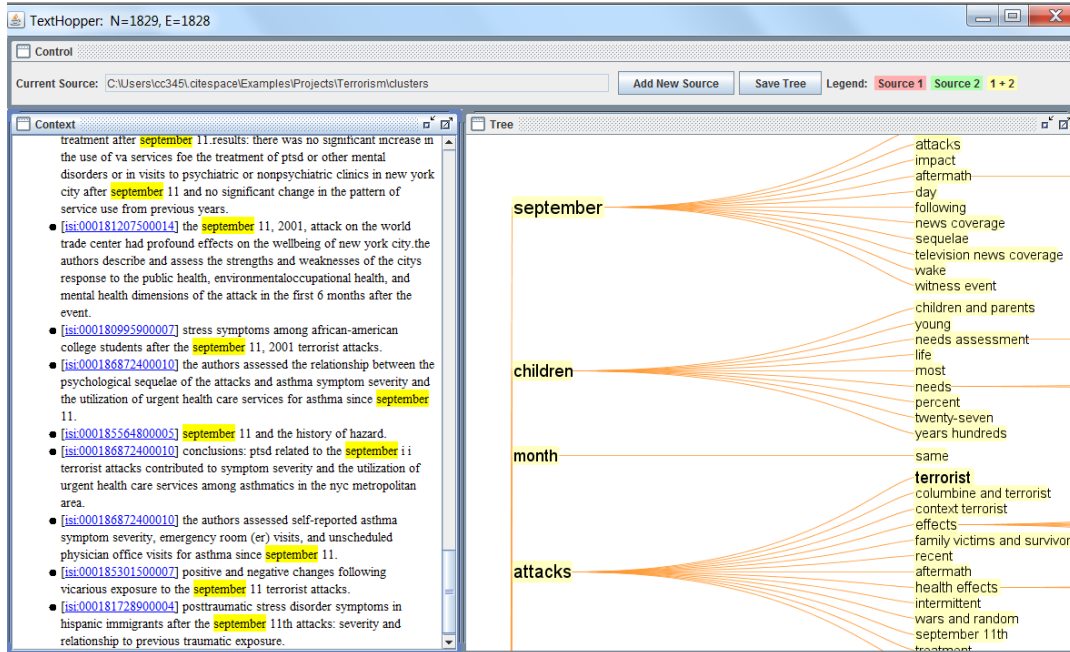 TextHopper: N=1829, E=1828
Control
Current Source: C:\Users\cc345\.citespace\Examples\Projects\Terrorism\clusters Add New Source Save Tree Legend: Source 1 Source 2 1 + 2
Context
treatment after september 11.results: there was no significant increase in
the use of va services foe the treatment of ptsd or other mental
disorders or in visits to psychiatric or nonpsychiatric clinics in new york
city after september 11 and no significant change in the pattern of
service use from previous years.
[isi:000181207500014] the september 11, 2001, attack on the world
trade center had profound effects on the wellbeing of new york city.the
authors describe and assess the strengths and weaknesses of the citys
response to the public health, environmentaloccupational health, and
mental health dimensions of the attack in the first 6 months after the
event.
[isi:000180995900007] stress symptoms among african-american
college students after the september 11, 2001 terrorist attacks.
[isi:000186872400010] the authors assessed the relationship between the
psychological sequelae of the attacks and asthma symptom severity and
the utilization of urgent health care services for asthma since september
11.
[isi:000185564800005] september 11 and the history of hazard.
[isi:000186872400010] conclusions: ptsd related to the september i i
terrorist attacks contributed to symptom severity and the utilization of
urgent health care services among asthmatics in the nyc metropolitan
area.
[isi:000186872400010] the authors assessed self-reported asthma
symptom severity, emergency room (er) visits, and unscheduled
physician office visits for asthma since september 11.
[isi:000185301500007] positive and negative changes following
vicarious exposure to the september 11 terrorist attacks.
[isi:000181728900004] posttraumatic stress disorder symptoms in
hispanic immigrants after the september 11th attacks: severity and
relationship to previous traumatic exposure.
Tree
september
attacks
impact
aftermath
day
following
news coverage
sequelae
television news coverage
wake
witness event
children
children and parents
young
needs assessment
life
most
needs
percent
twenty-seven
years hundreds
month
same
attacks
terrorist
columbine and terrorist
context terrorist
effects
family victims and survivor
recent
aftermath
health effects
intermittent
wars and random
september 11th
treatment